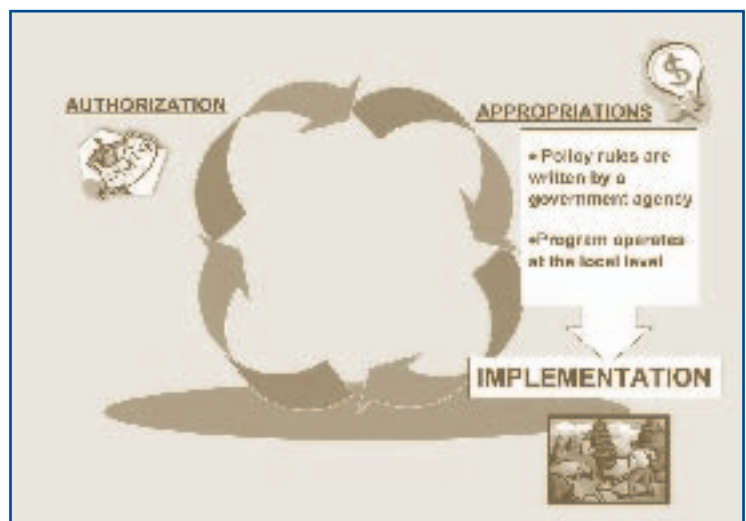 AUTHORIZATION
APPROPRIATIONS
• Policy rules are
written by a
government agency
•Program operates
at the local level
IMPLEMENTATION